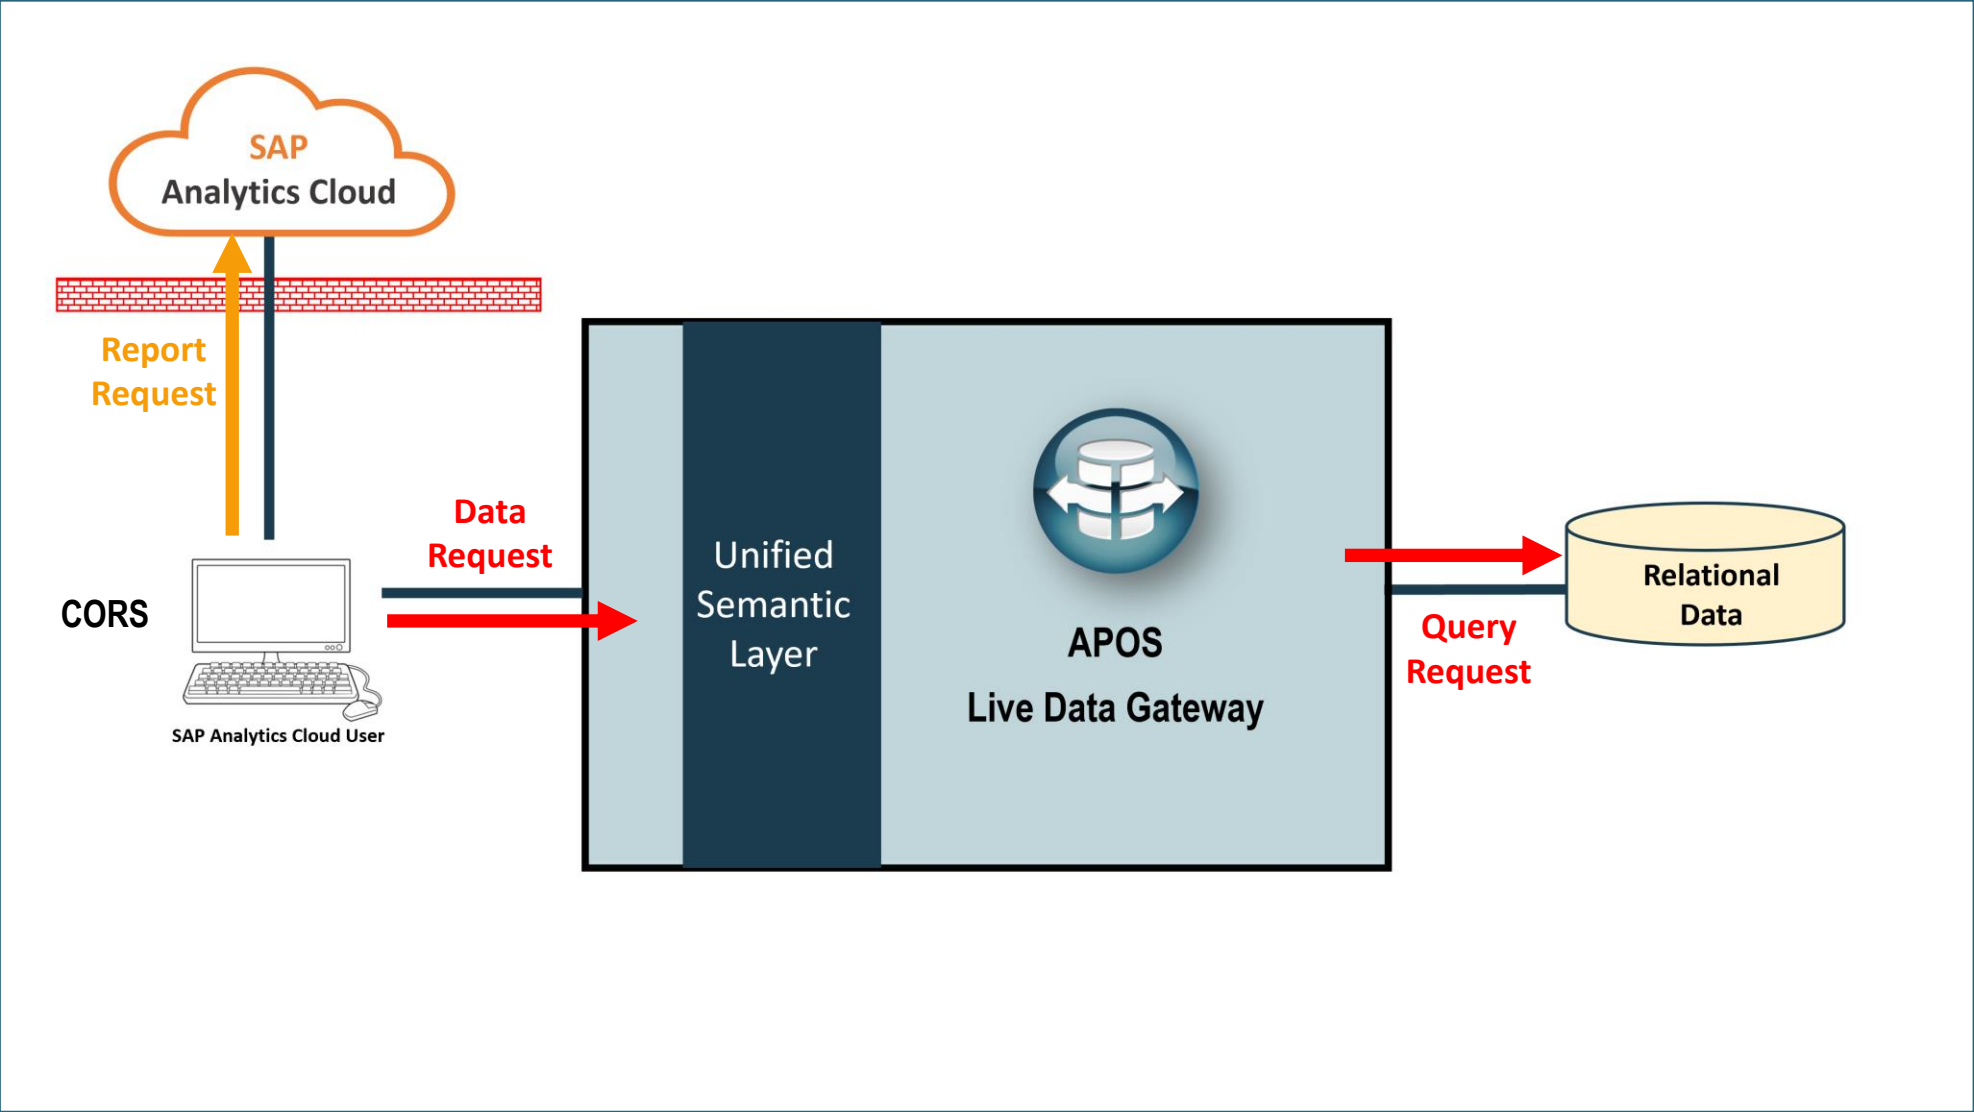 SAP
Analytics Cloud
Report
Request
Data
Request
CORS
SAP Analytics Cloud User
Unified
Semantic
Layer
APOS
Live Data Gateway
Query
Request
Relational
Data